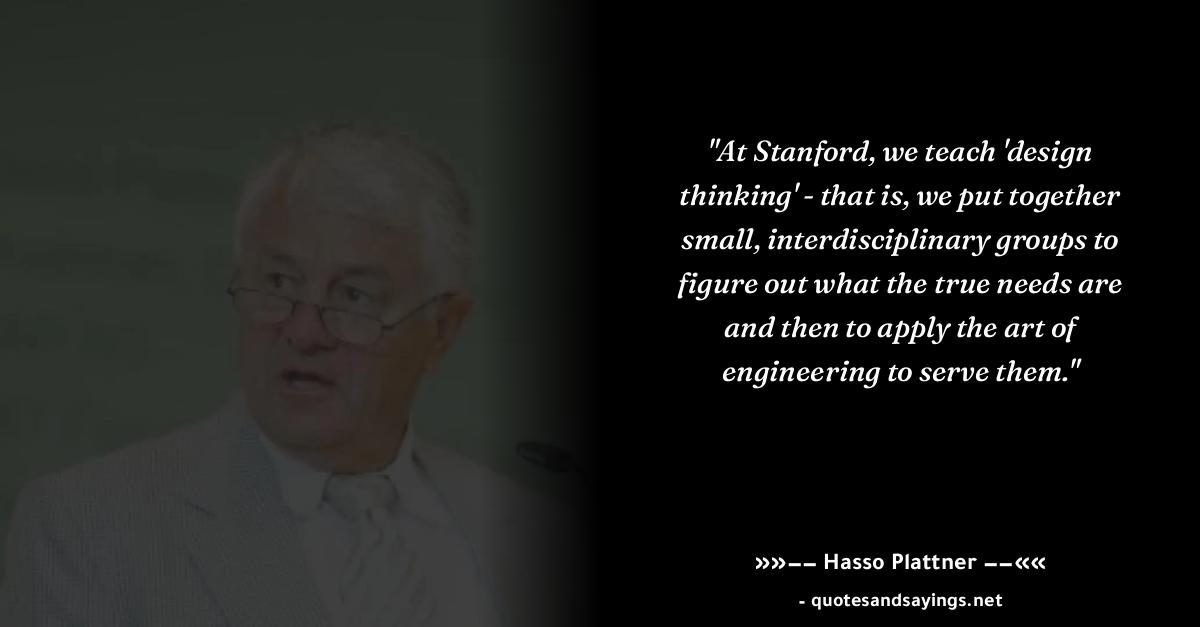 "At Stanford, we teach 'design
thinking' - that is, we put together
small, interdisciplinary groups to
figure out what the true needs are
and then to apply the art of
engineering to serve them."
»»–– Hasso Plattner ––««
- quotesandsayings.net